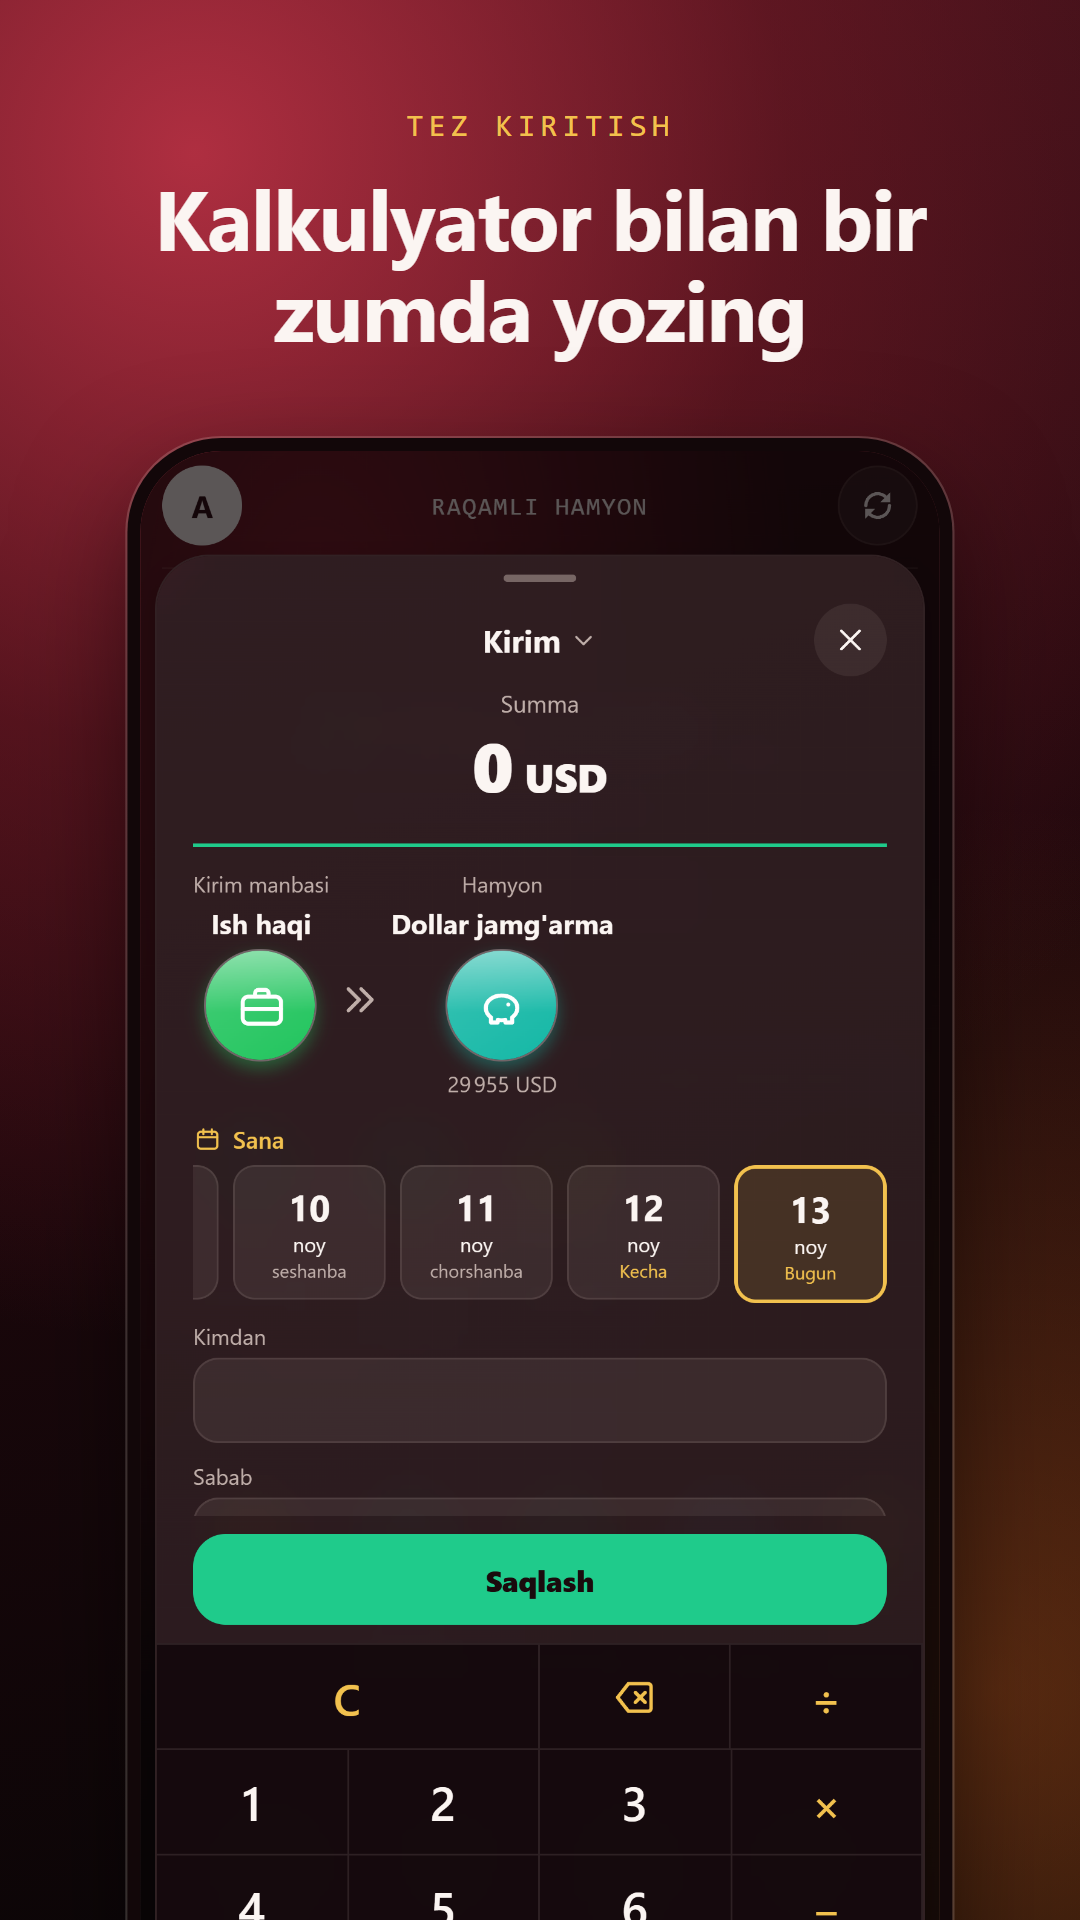 TEZ KIRITISH
Kalkulyator bilan bir
zumda yozing
A
RAQAMLI HAMYON
Kirim
Summa
0 USD
Kirim manbasi
Hamyon
Ish haqi
Dollar jamg'arma
29 955 USD
Sana
10
noy
seshanba
11
noy
chorshanba
12
noy
Kecha
13
noy
Bugun
Kimdan
Sabab
Saqlash
C
÷
1
2
3
×
4
5
6
−